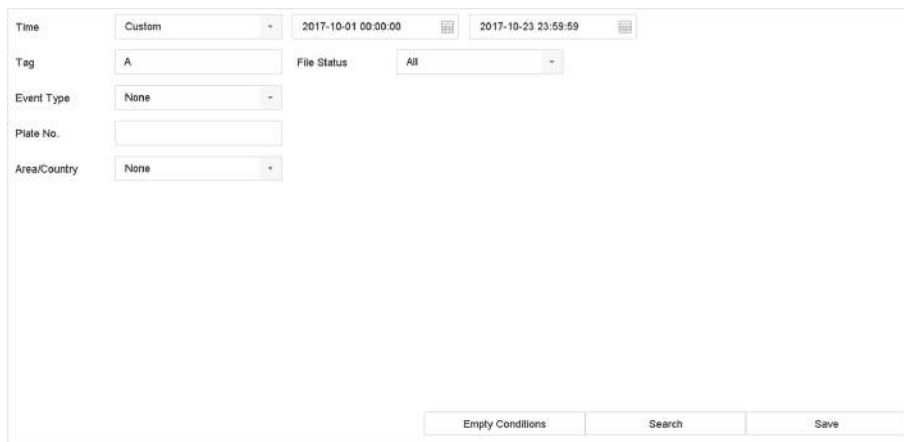 Time Custom 2017-10-01 00:00:00 2017-10-23 23:59:59
Tag A File Status All
Event Type None
Plate No.
Area/Country None
Empty Conditions Search Save